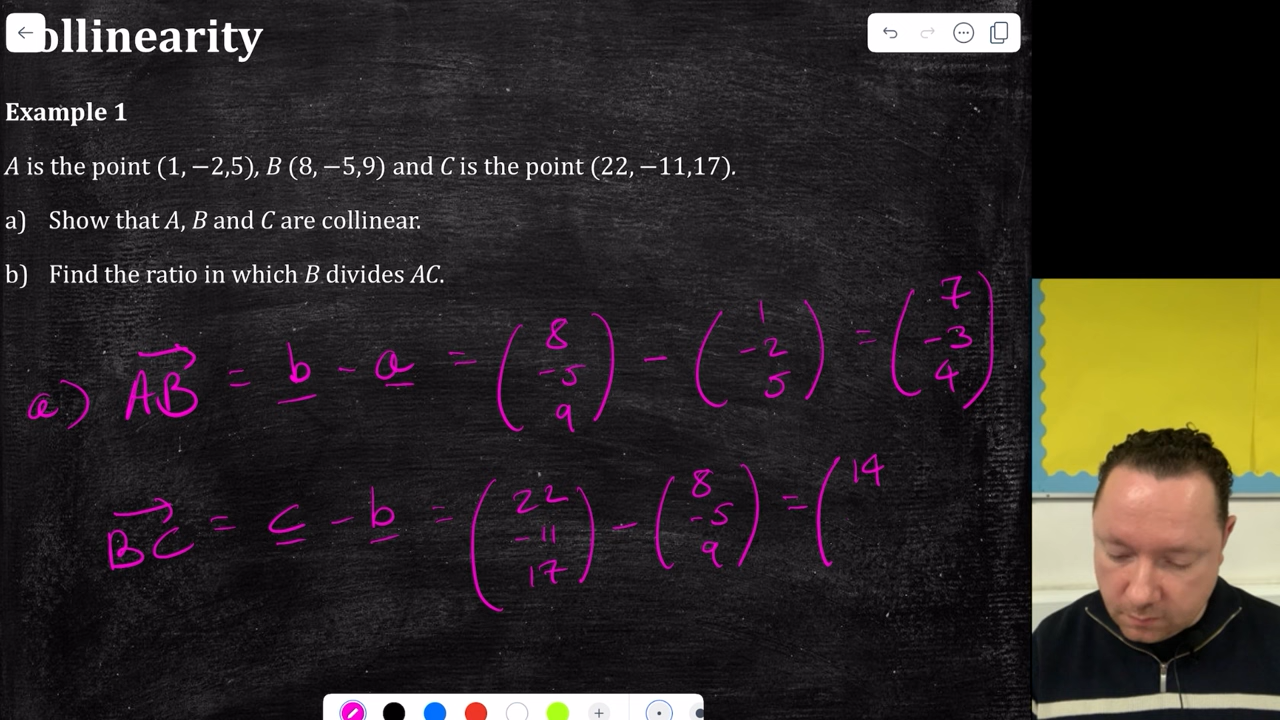 ollinearity
Example 1
A is the point (1, −2,5), B (8, −5,9) and C is the point (22, −11,17).
a) Show that A, B and C are collinear.
b) Find the ratio in which B divides AC.
a) AB = b - a = (8 -5 9) - (1 -2 5) = (7 -3 4)
BC = c - b = (22 -11 17) - (8 -5 9) = (14